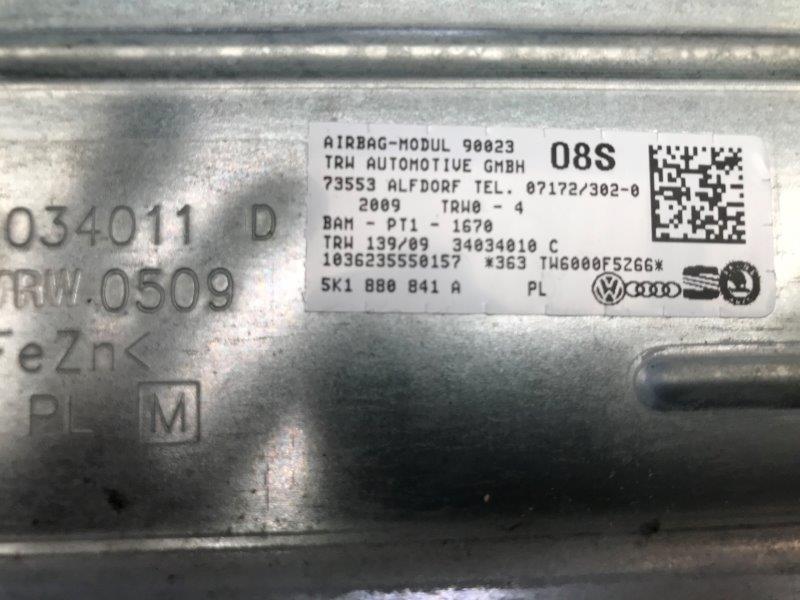 AIRBAG-MODUL 90023 08S
TRW AUTOMOTIVE GMBH
73553 ALFDORF TEL. 07172/302-0
2009 TRW0 - 4
BAM - PT1 - 1670
TRW 139/09 34034010 C
1036235550157 *363 TW6000F5Z66*
5K1 880 841 A PL
034011 D
TRW.0509
FeZn<
PL M